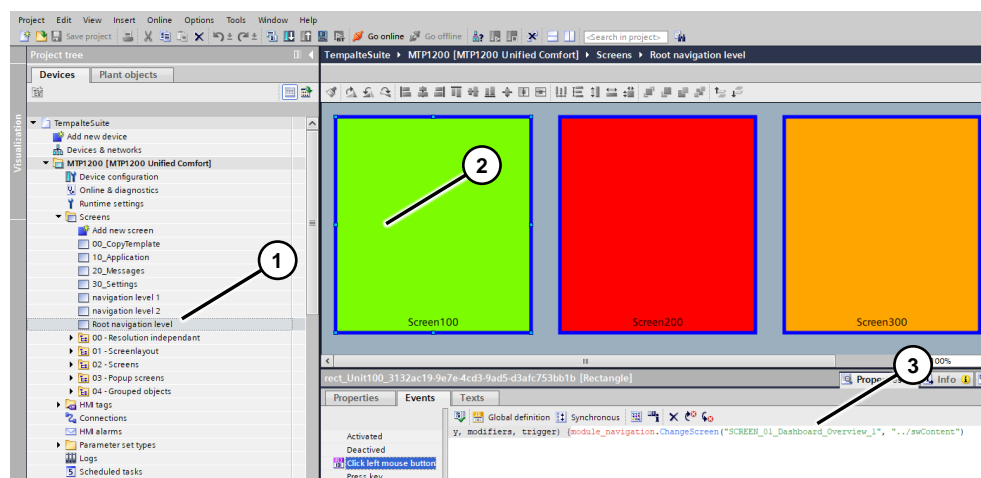 Project Edit View Insert Online Options Tools Window Help
Save project Go online Go offline <Search in project>
Project tree
TempalteSuite MTP1200 [MTP1200 Unified Comfort] Screens Root navigation level
Devices Plant objects
Visualization
TempalteSuite
Add new device
Devices & networks
MTP1200 [MTP1200 Unified Comfort]
Device configuration
Online & diagnostics
Runtime settings
Screens
Add new screen
00_CopyTemplate
10_Application
20_Messages
30_Settings
navigation level 1
navigation level 2
Root navigation level
00 - Resolution independant
01 - Screenlayout
02 - Screens
03 - Popup screens
04 - Grouped objects
HMI tags
Connections
HMI alarms
Parameter set types
Logs
Scheduled tasks
1
2
3
Screen100 Screen200 Screen300
00%
rect_Unit100_3132ac19-9e7e-4cd3-9ad5-d3afc753bb1b [Rectangle]
Info
Properties Events Texts
Global definition Synchronous
Activated
Deactived
Click left mouse button
Press key
y, modifiers, trigger) {module_navigation.ChangeScreen("SCREEN_01_Dashboard_Overview_1", "../swContent")